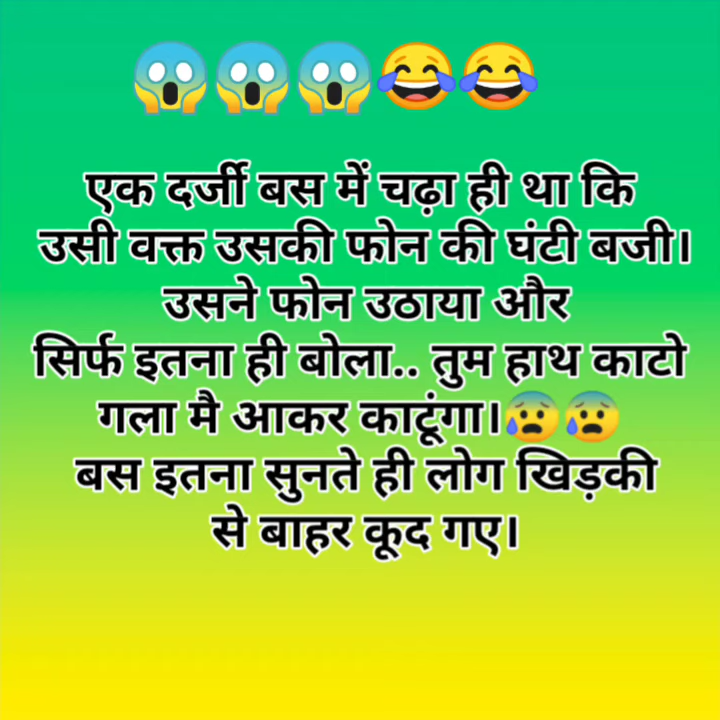 एक दर्जी बस में चढ़ा ही था कि
उसी वक्त उसकी फोन की घंटी बजी।
उसने फोन उठाया और
सिर्फ इतना ही बोला.. तुम हाथ काटो
गला मै आकर काटूंगा।😰😰
बस इतना सुनते ही लोग खिड़की
से बाहर कूद गए।